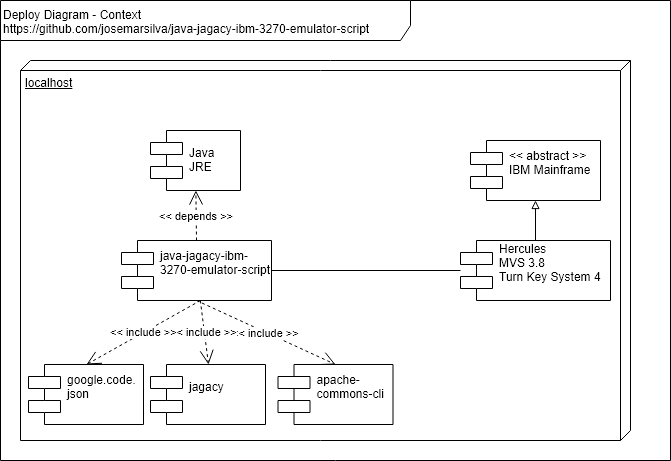 Deploy Diagram - Context
https://github.com/josemarsilva/java-jagacy-ibm-3270-emulator-script
localhost
Java
JRE
<< abstract >>
IBM Mainframe
<< depends >>
java-jagacy-ibm-
3270-emulator-script
Hercules
MVS 3.8
Turn Key System 4
<< include >>
< include >>
< include >>
google.code.
json
jagacy
apache-
commons-cli